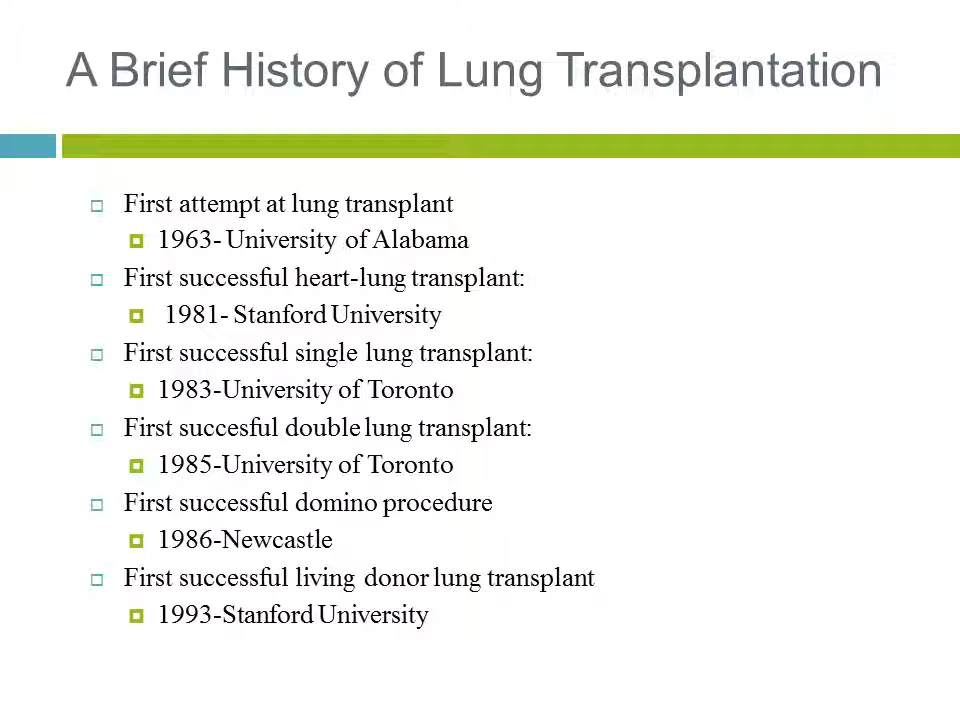 A Brief History of Lung Transplantation
First attempt at lung transplant
1963- University of Alabama
First successful heart-lung transplant:
1981- Stanford University
First successful single lung transplant:
1983-University of Toronto
First succesful double lung transplant:
1985-University of Toronto
First successful domino procedure
1986-Newcastle
First successful living donor lung transplant
1993-Stanford University